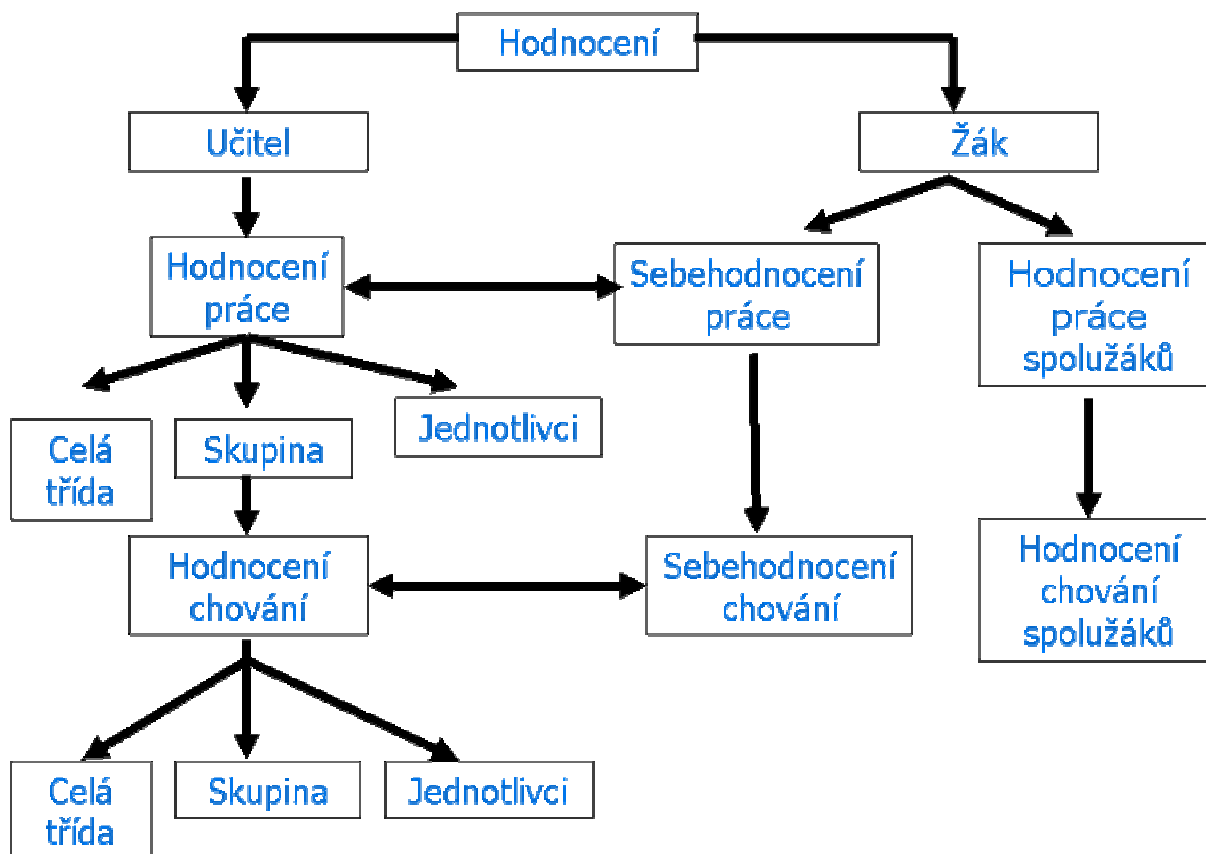 Hodnocení
Učitel
Žák
Hodnocení
práce
Sebehodnocení
práce
Hodnocení
práce
spolužáků
Celá
třída
Skupina
Jednotlivci
Hodnocení
chování
Sebehodnocení
chování
Hodnocení
chování
spolužáků
Celá
třída
Skupina
Jednotlivci